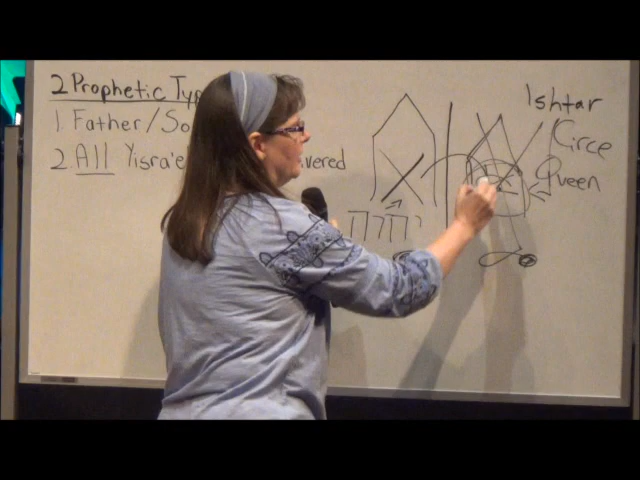 2 Prophetic Typ
1. Father/So
2. All Yisra'e vered
יהוה
Ishtar
Circe
Queen